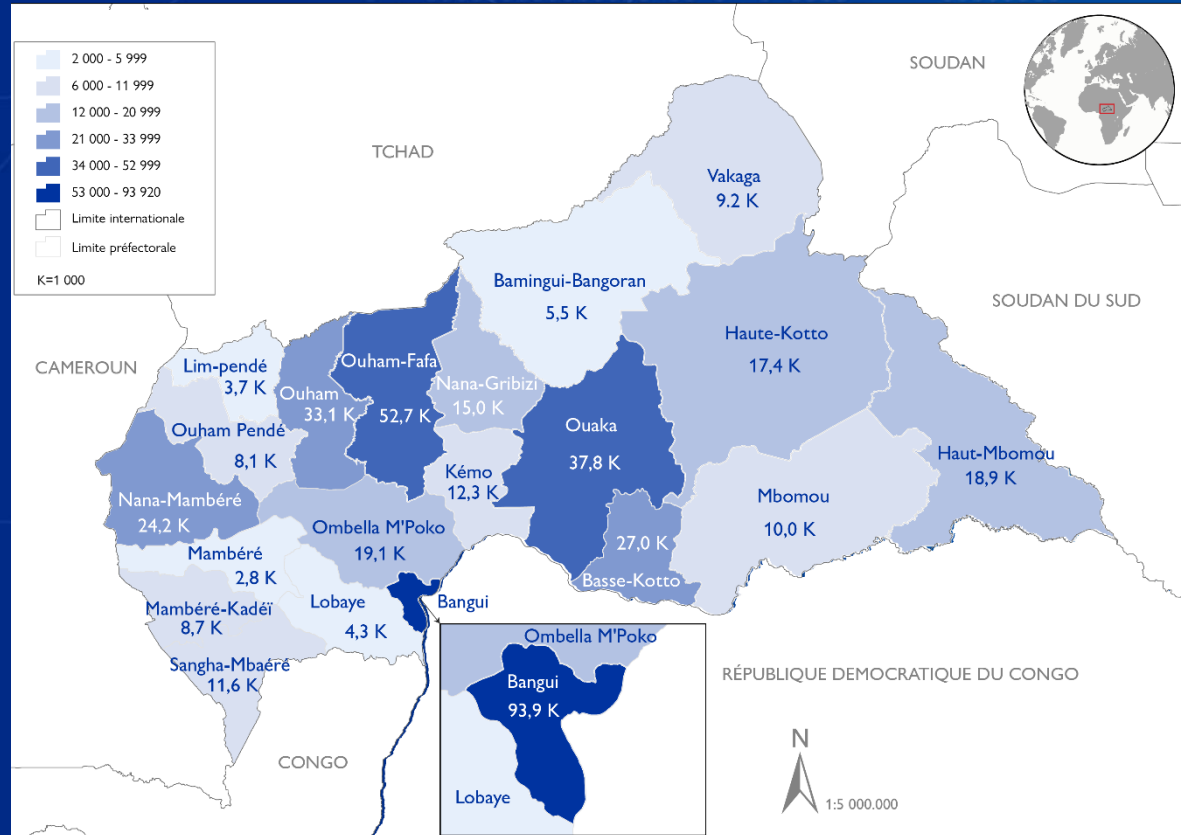 2 000 - 5 999
6 000 - 11 999
12 000 - 20 999
21 000 - 33 999
34 000 - 52 999
53 000 - 93 920
Limite internationale
Limite préfectorale
K=1 000
SOUDAN
TCHAD
Vakaga
9.2 K
Bamingui-Bangoran
5,5 K
SOUDAN DU SUD
Haute-Kotto
17,4 K
CAMEROUN
Lim-pendé
3,7 K
Ouham-Fafa
52,7 K
Ouham
33,1 K
Nana-Gribizi
15,0 K
Ouaka
37,8 K
Ouham Pendé
8,1 K
Kémo
12,3 K
Haut-Mbomou
18,9 K
Mbomou
10,0 K
Nana-Mambéré
24,2 K
Ombella M'Poko
19,1 K
27,0 K
Basse-Kotto
Mambéré
2,8 K
Lobaye
4,3 K
Bangui
Mambéré-Kadéï
8,7 K
Sangha-Mbaéré
11,6 K
Ombella M'Poko
Bangui
93,9 K
Lobaye
RÉPUBLIQUE DEMOCRATIQUE DU CONGO
CONGO
N
1:5 000.000